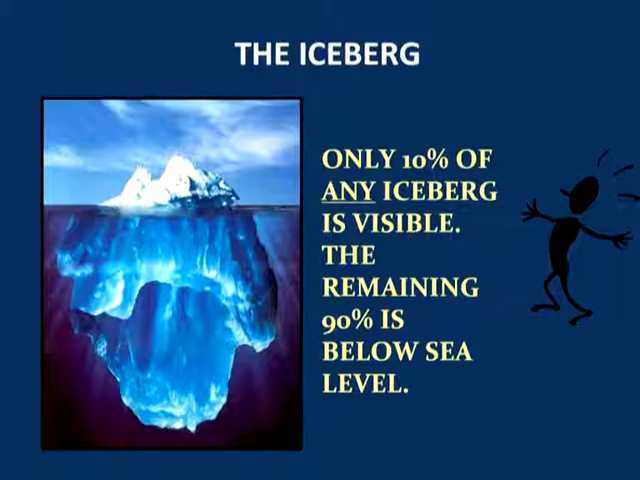 THE ICEBERG
ONLY 10% OF
ANY ICEBERG
IS VISIBLE.
THE
REMAINING
90% IS
BELOW SEA
LEVEL.